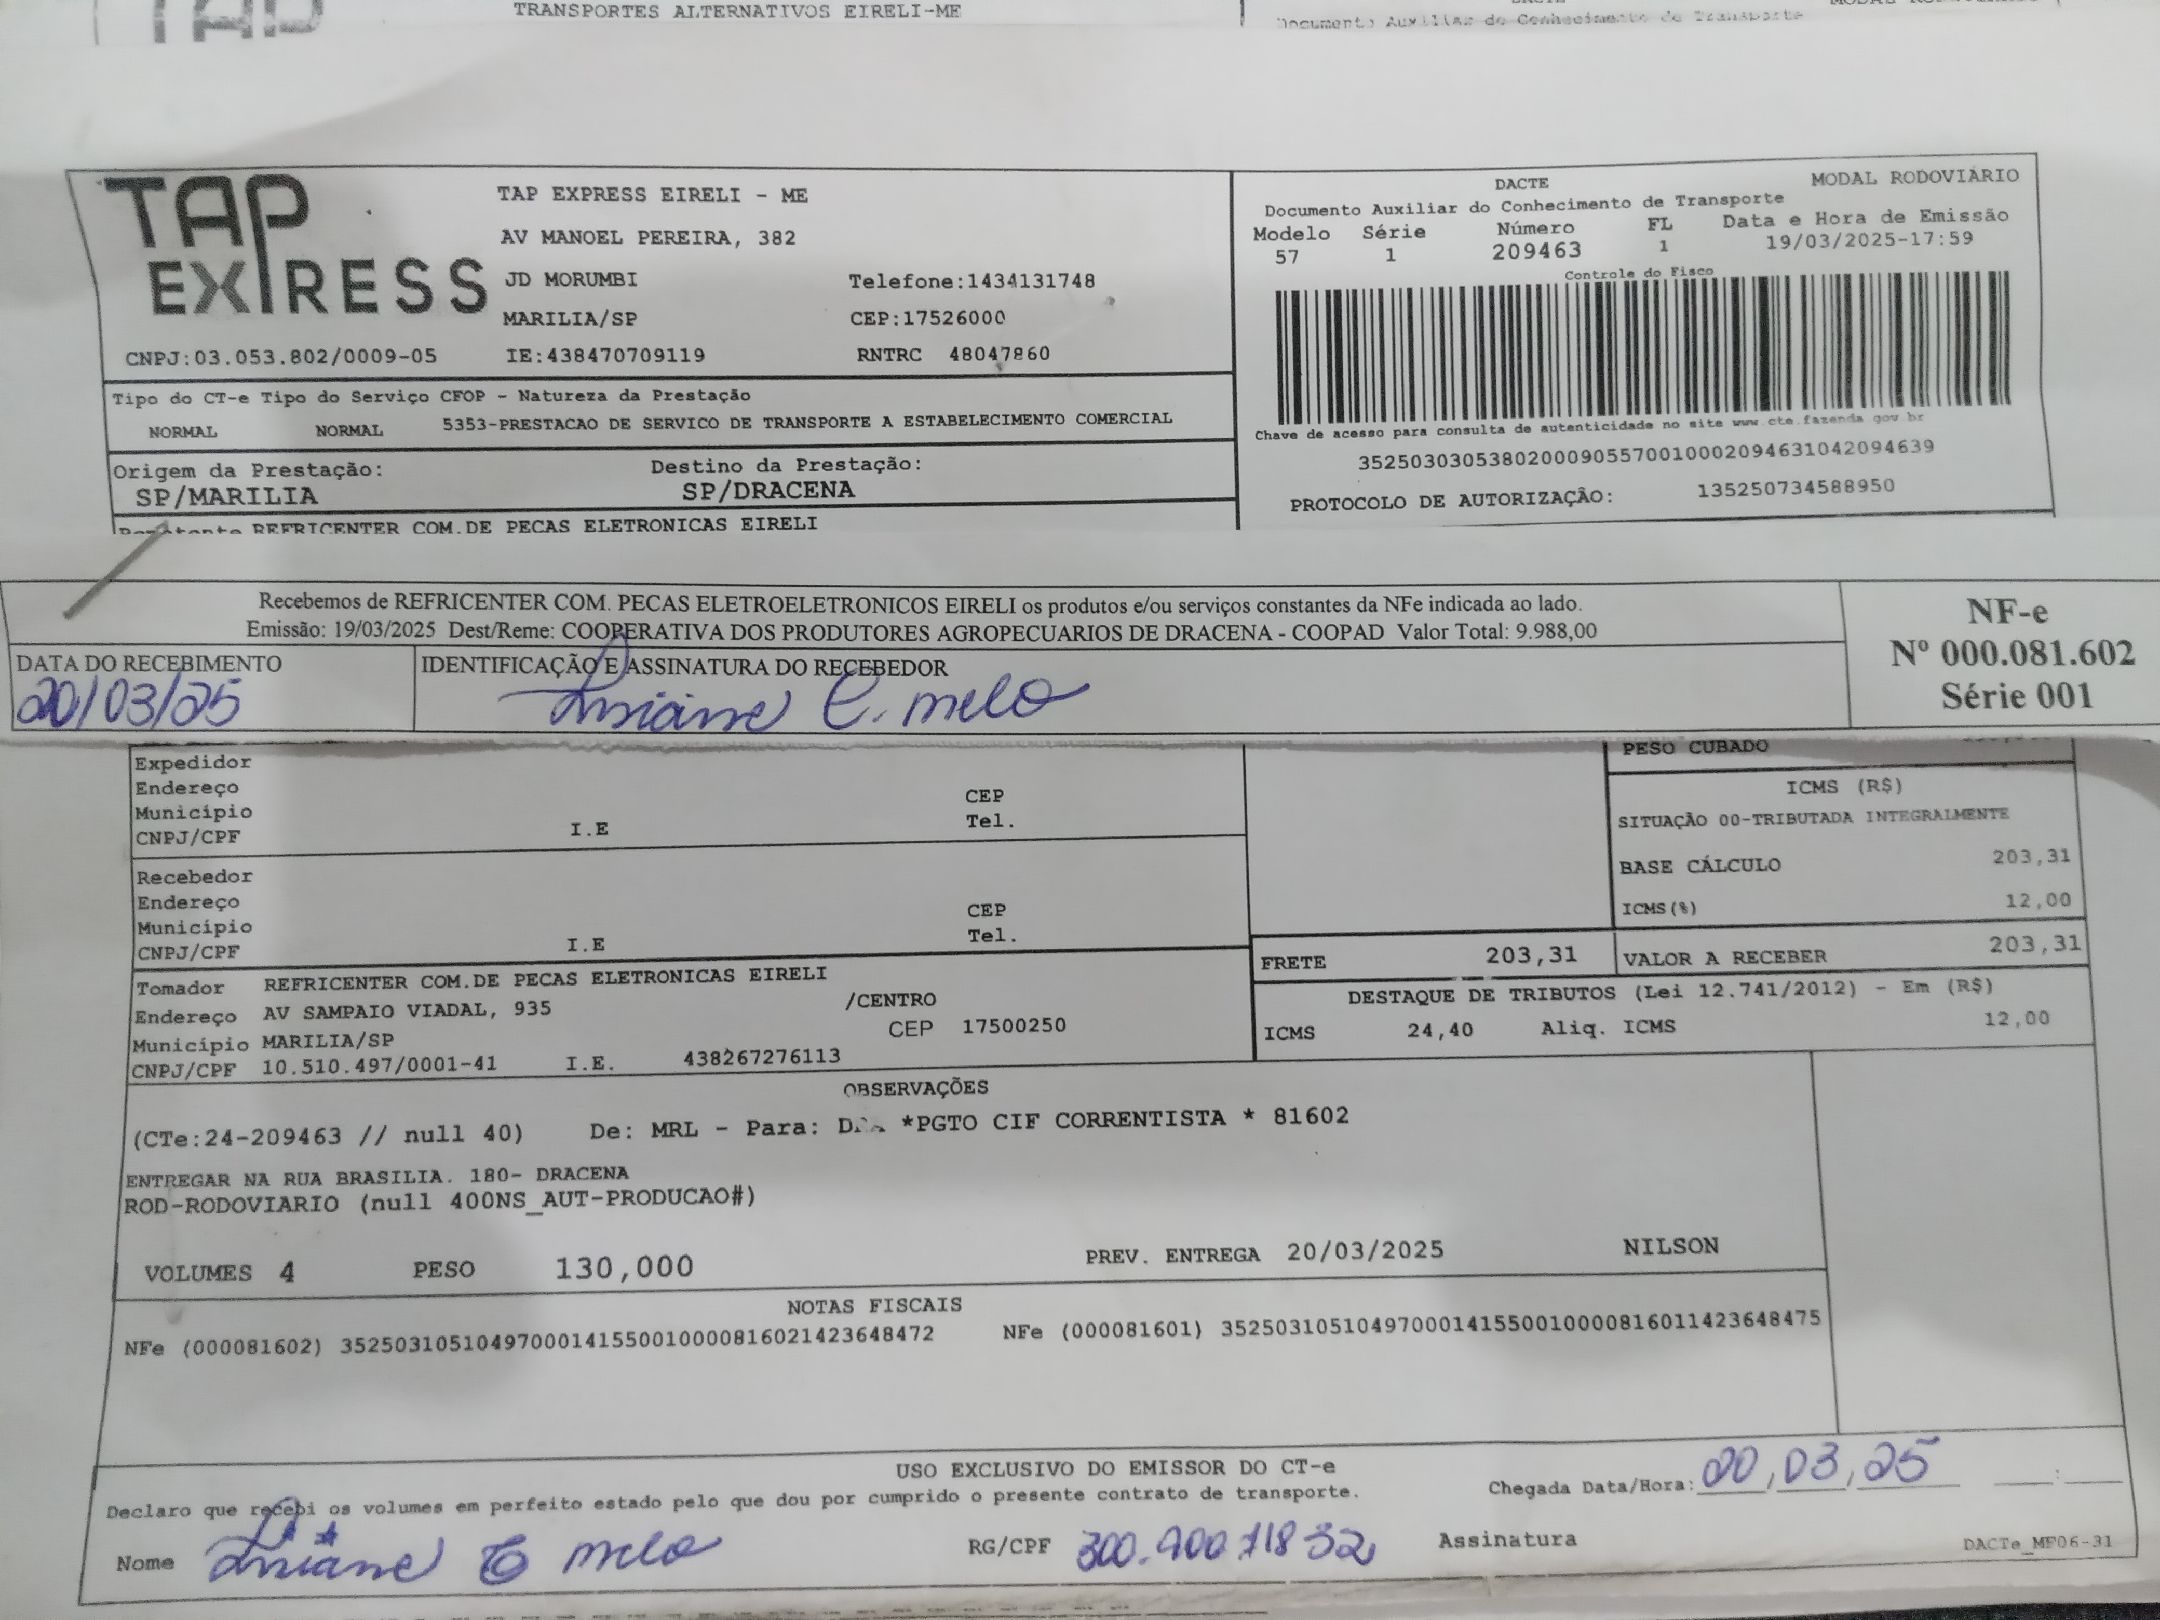 TRANSPORTES ALTERNATIVOS EIRELI-ME
Documento Auxiliar do Conhecimento de Transporte
TAP EXPRESS
TAP EXPRESS EIRELI - ME
AV MANOEL PEREIRA, 382
JD MORUMBI Telefone:1434131748
MARILIA/SP CEP:17526000
CNPJ:03.053.802/0009-05 IE:438470709119 RNTRC 48047860
DACTE MODAL RODOVIÁRIO
Documento Auxiliar do Conhecimento de Transporte
Modelo Série Número FL Data e Hora de Emissão
57 1 209463 1 19/03/2025-17:59
Controle do Fisco
Chave de acesso para consulta de autenticidade no site www.cte.fazenda gov br
35250303053802000905570010002094631042094639
PROTOCOLO DE AUTORIZAÇÃO: 135250734588950
Tipo do CT-e Tipo do Serviço CFOP - Natureza da Prestação
NORMAL NORMAL 5353-PRESTACAO DE SERVICO DE TRANSPORTE A ESTABELECIMENTO COMERCIAL
Origem da Prestação: Destino da Prestação:
SP/MARILIA SP/DRACENA
REFRICENTER COM.DE PECAS ELETRONICAS EIRELI
Recebemos de REFRICENTER COM. PECAS ELETROELETRONICOS EIRELI os produtos e/ou serviços constantes da NFe indicada ao lado.
Emissão: 19/03/2025 Dest/Reme: COOPERATIVA DOS PRODUTORES AGROPECUARIOS DE DRACENA - COOPAD Valor Total: 9.988,00
DATA DO RECEBIMENTO IDENTIFICAÇÃO E ASSINATURA DO RECEBEDOR
20/03/25 C. melo
NF-e
Nº 000.081.602
Série 001
PESO CUBADO
Expedidor
Endereço CEP
Município Tel.
CNPJ/CPF I.E
ICMS (R$)
SITUAÇÃO 00-TRIBUTADA INTEGRALMENTE
BASE CÁLCULO 203,31
ICMS(%) 12,00
Recebedor
Endereço CEP
Município Tel.
CNPJ/CPF I.E
FRETE 203,31 VALOR A RECEBER 203,31
Tomador REFRICENTER COM.DE PECAS ELETRONICAS EIRELI
Endereço AV SAMPAIO VIADAL, 935 /CENTRO
CEP 17500250
Município MARILIA/SP
CNPJ/CPF 10.510.497/0001-41 I.E. 438267276113
DESTAQUE DE TRIBUTOS (Lei 12.741/2012) - Em (R$)
ICMS 24,40 Aliq. ICMS 12,00
OBSERVAÇÕES
(CTe:24-209463 // null 40) De: MRL - Para: *PGTO CIF CORRENTISTA * 81602
ENTREGAR NA RUA BRASILIA. 180- DRACENA
ROD-RODOVIARIO (null 400NS_AUT-PRODUCAO#)
VOLUMES 4 PESO 130,000 PREV. ENTREGA 20/03/2025 NILSON
NOTAS FISCAIS
NFe (000081602) 35250310510497000141550010000816021423648472 NFe (000081601) 35250310510497000141550010000816011423648475
USO EXCLUSIVO DO EMISSOR DO CT-e
Declaro que recebi os volumes em perfeito estado pelo que dou por cumprido o presente contrato de transporte.
Chegada Data/Hora: 20,03,25 :
Nome melo RG/CPF Assinatura DACTe_MF06-31